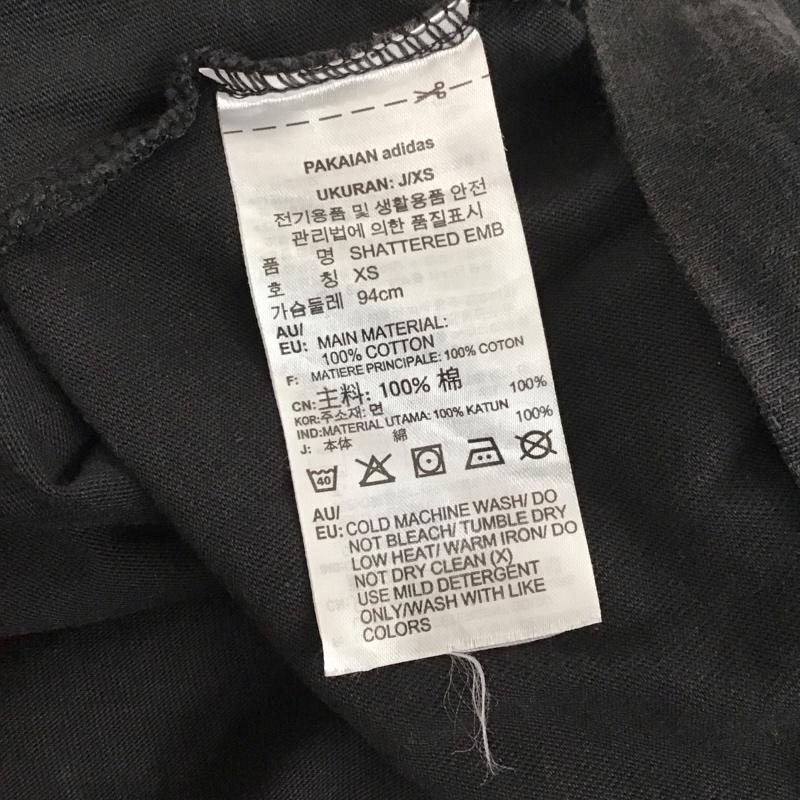 PAKAIAN adidas
UKURAN: J/XS
전기용품 및 생활용품 안전
관리법에 의한 품질표시
품 명 SHATTERED EMB
호 칭 XS
가슴둘레 94cm
AU/
EU: MAIN MATERIAL:
100% COTTON
F: MATIERE PRINCIPALE: 100% COTON
CN: 主料: 100% 棉
KOR: 주소재: 면 100%
IND: MATERIAL UTAMA: 100% KATUN
J: 本体 綿 100%
40
AU/
EU: COLD MACHINE WASH/ DO
NOT BLEACH/ TUMBLE DRY
LOW HEAT/ WARM IRON/ DO
NOT DRY CLEAN (X)
USE MILD DETERGENT
ONLY/WASH WITH LIKE
COLORS